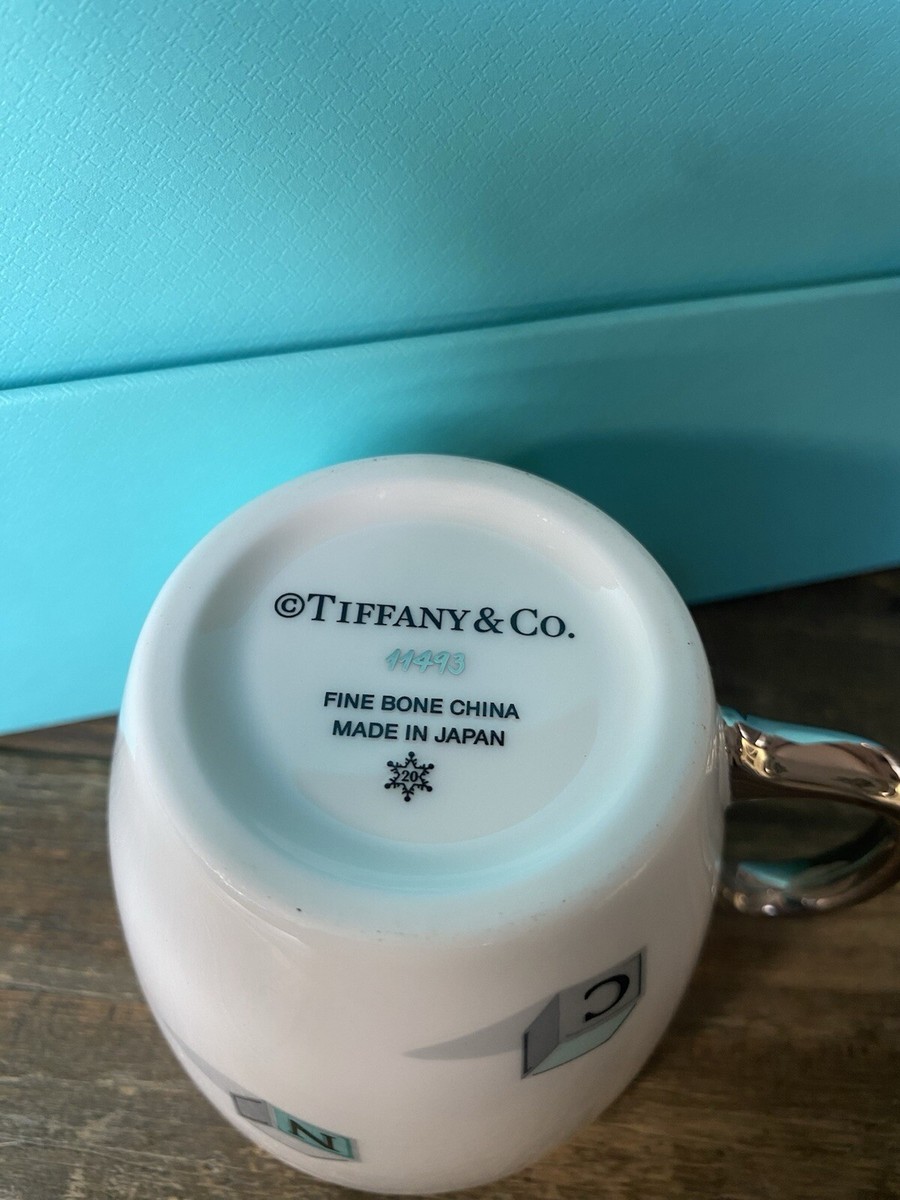 ©TIFFANY & CO.
11493
FINE BONE CHINA
MADE IN JAPAN
20
C
N